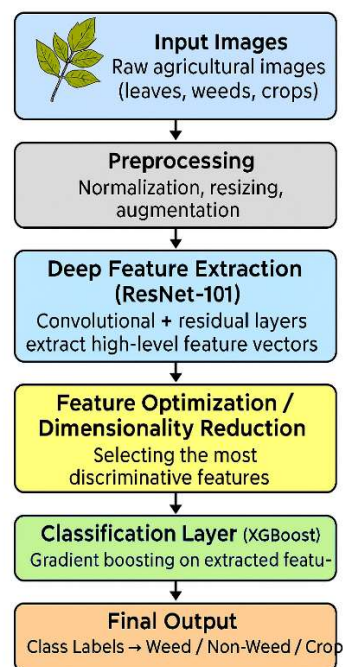 Input Images
Raw agricultural images
(leaves, weeds, crops)
Preprocessing
Normalization, resizing,
augmentation
Deep Feature Extraction
(ResNet-101)
Convolutional + residual layers
extract high-level feature vectors
Feature Optimization /
Dimensionality Reduction
Selecting the most
discriminative features
Classification Layer (XGBoost)
Gradient boosting on extracted featu-
Final Output
Class Labels → Weed / Non-Weed / Crop